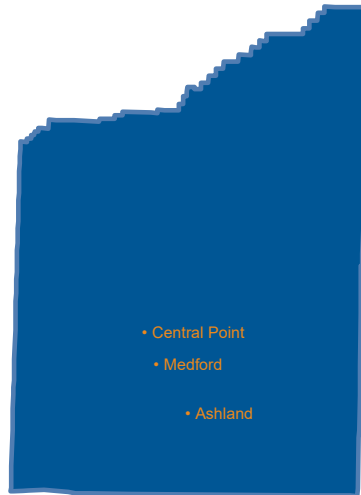 • Central Point
• Medford
• Ashland